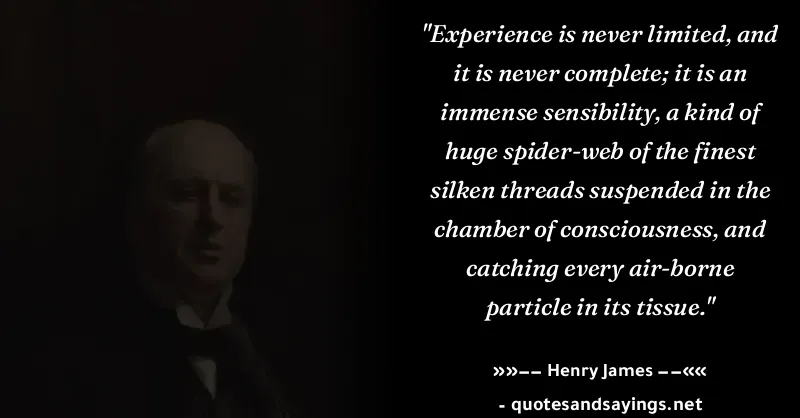 "Experience is never limited, and
it is never complete; it is an
immense sensibility, a kind of
huge spider-web of the finest
silken threads suspended in the
chamber of consciousness, and
catching every air-borne
particle in its tissue."
»»−− Henry James −−««
- quotesandsayings.net